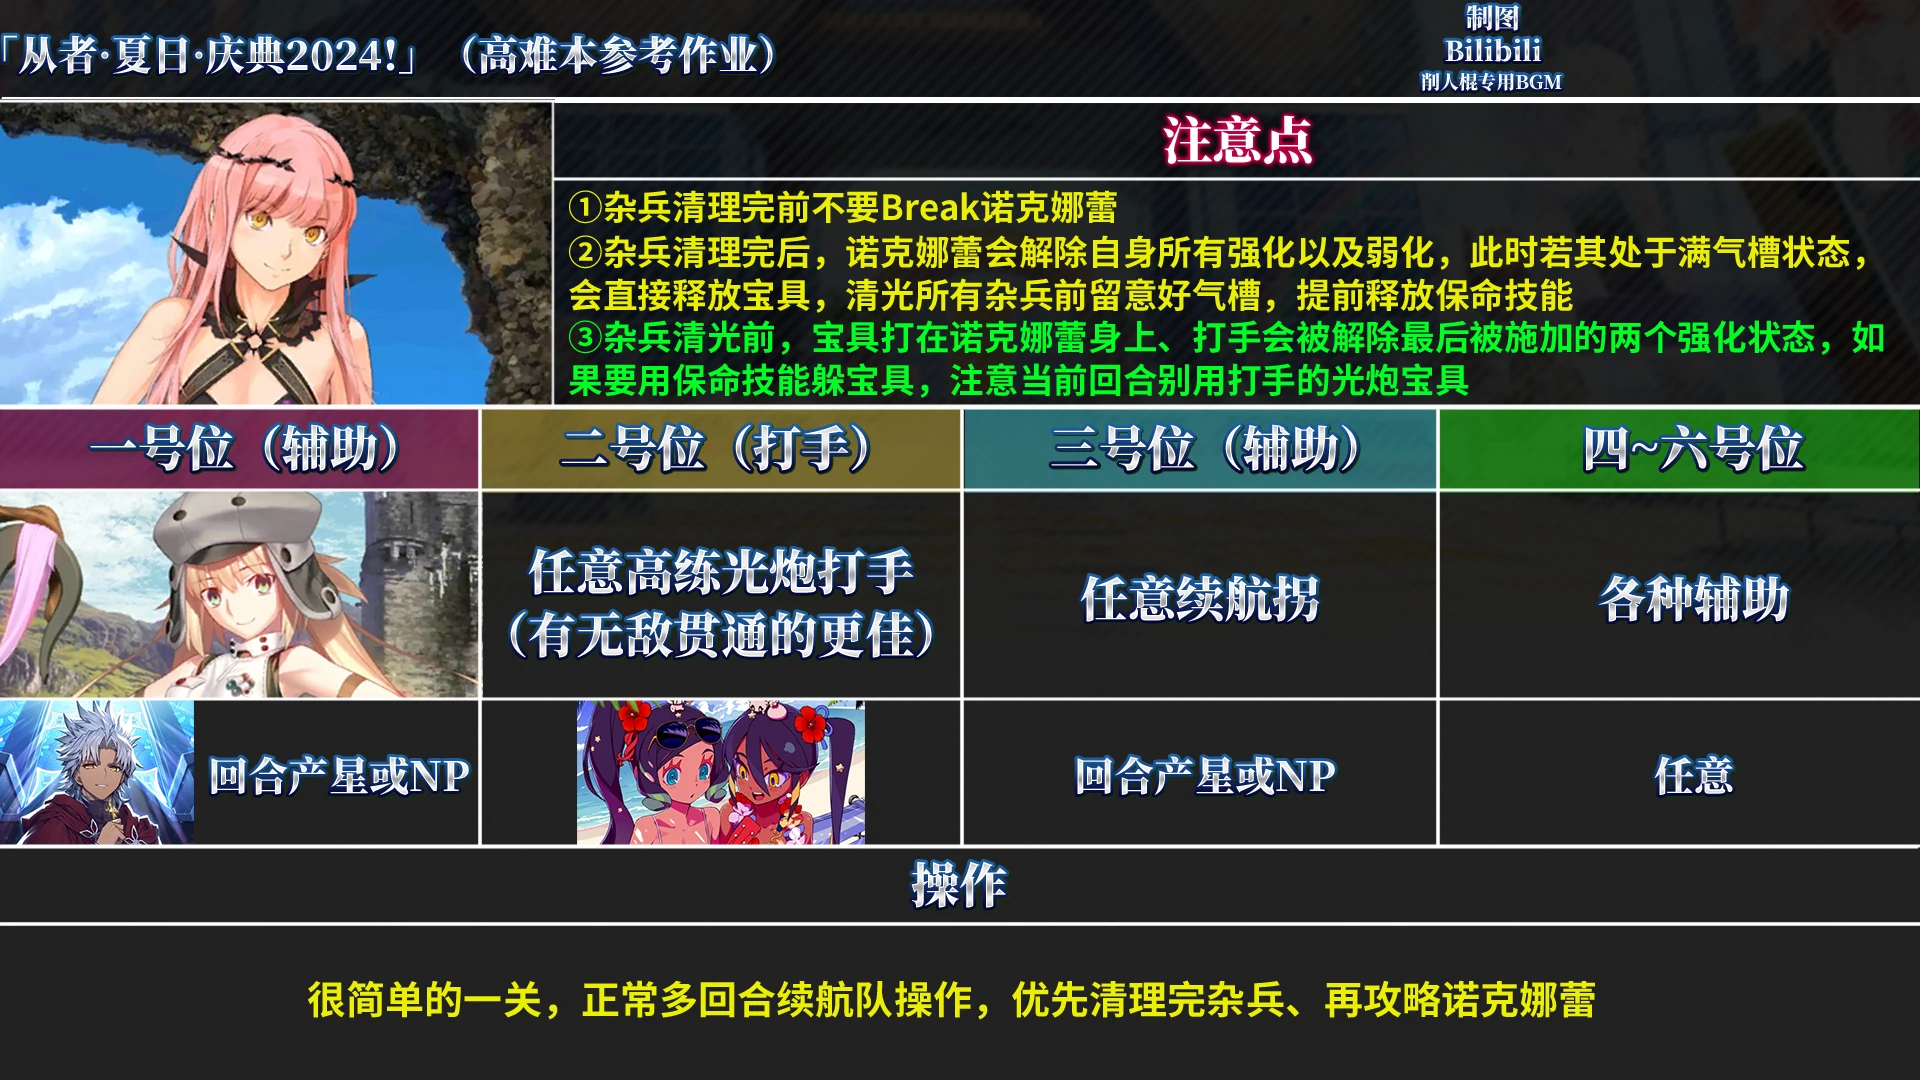 「从者·夏日·庆典2024!」（高难本参考作业）
制图
Bilibili
削人棍专用BGM
注意点
①杂兵清理完前不要Break诺克娜蕾
②杂兵清理完后，诺克娜蕾会解除自身所有强化以及弱化，此时若其处于满气槽状态，
会直接释放宝具，清光所有杂兵前留意好气槽，提前释放保命技能
③杂兵清光前，宝具打在诺克娜蕾身上、打手会被解除最后被施加的两个强化状态，如
果要用保命技能躲宝具，注意当前回合别用打手的光炮宝具
一号位（辅助）
二号位（打手）
三号位（辅助）
四~六号位
任意高练光炮打手
（有无敌贯通的更佳）
任意续航拐
各种辅助
回合产星或NP
回合产星或NP
任意
操作
很简单的一关，正常多回合续航队操作，优先清理完杂兵、再攻略诺克娜蕾